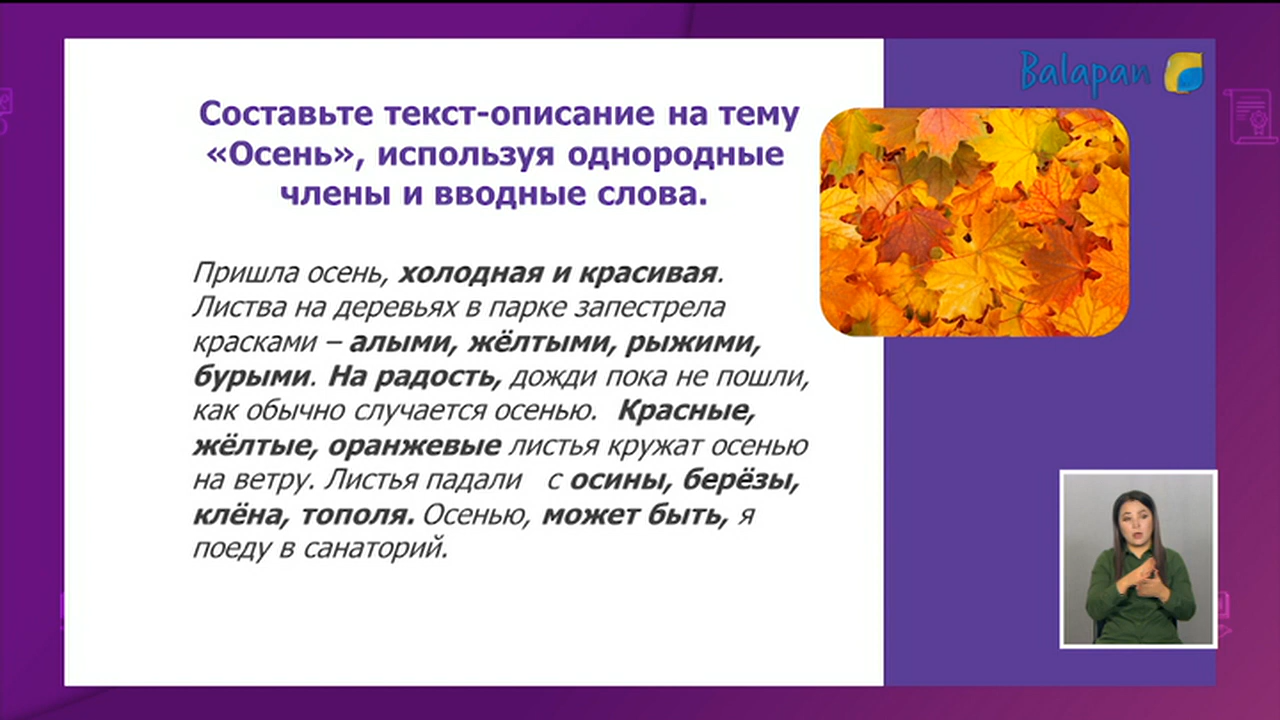 Balapan
Составьте текст-описание на тему
«Осень», используя однородные
члены и вводные слова.
Пришла осень, холодная и красивая.
Листва на деревьях в парке запестрела
красками – алыми, жёлтыми, рыжими,
бурыми. На радость, дожди пока не пошли,
как обычно случается осенью. Красные,
жёлтые, оранжевые листья кружат осенью
на ветру. Листья падали с осины, берёзы,
клёна, тополя. Осенью, может быть, я
поеду в санаторий.